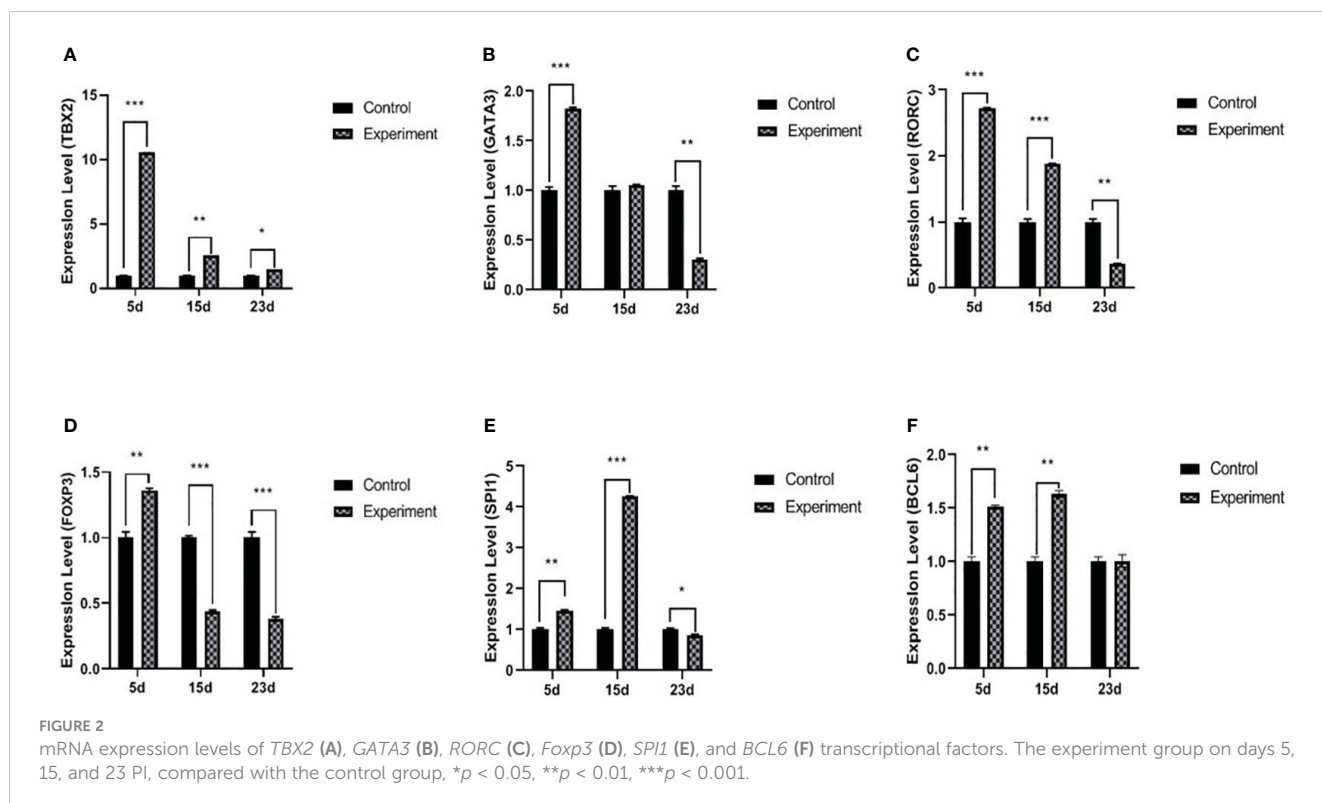 A
Expression Level (TBX2)
15
10
5
0
***
**
*
5d 15d 23d
Control
Experiment
B
Expression Level (GATA3)
2.0
1.5
1.0
0.5
0.0
***
**
5d 15d 23d
Control
Experiment
C
Expression Level (RORC)
3
2
1
0
***
***
**
5d 15d 23d
Control
Experiment
D
Expression Level (FOXP3)
1.5
1.0
0.5
0.0
**
***
***
5d 15d 23d
Control
Experiment
E
Expression Level (SPI1)
5
4
3
2
1
0
**
***
*
5d 15d 23d
Control
Experiment
F
Expression Level (BCL6)
2.0
1.5
1.0
0.5
0.0
**
**
5d 15d 23d
Control
Experiment
FIGURE 2
mRNA expression levels of TBX2 (A), GATA3 (B), RORC (C), Foxp3 (D), SPI1 (E), and BCL6 (F) transcriptional factors. The experiment group on days 5,
15, and 23 PI, compared with the control group, *p < 0.05, **p < 0.01, ***p < 0.001.